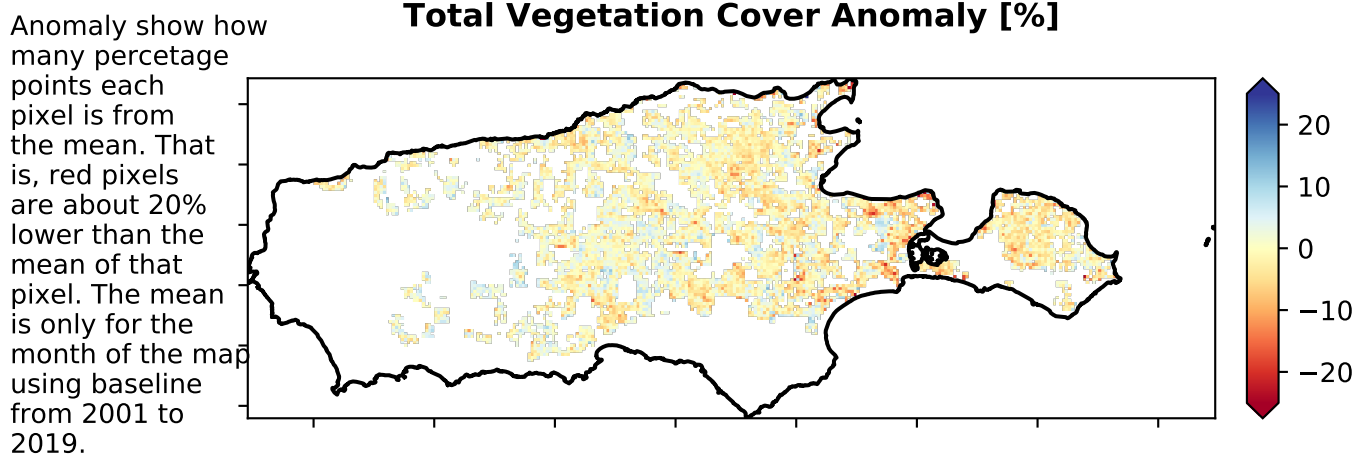 Total Vegetation Cover Anomaly [%]
Anomaly show how
many percetage
points each
pixel is from
the mean. That
is, red pixels
are about 20%
lower than the
mean of that
pixel. The mean
is only for the
month of the map
using baseline
from 2001 to
2019.
20
10
0
−10
−20